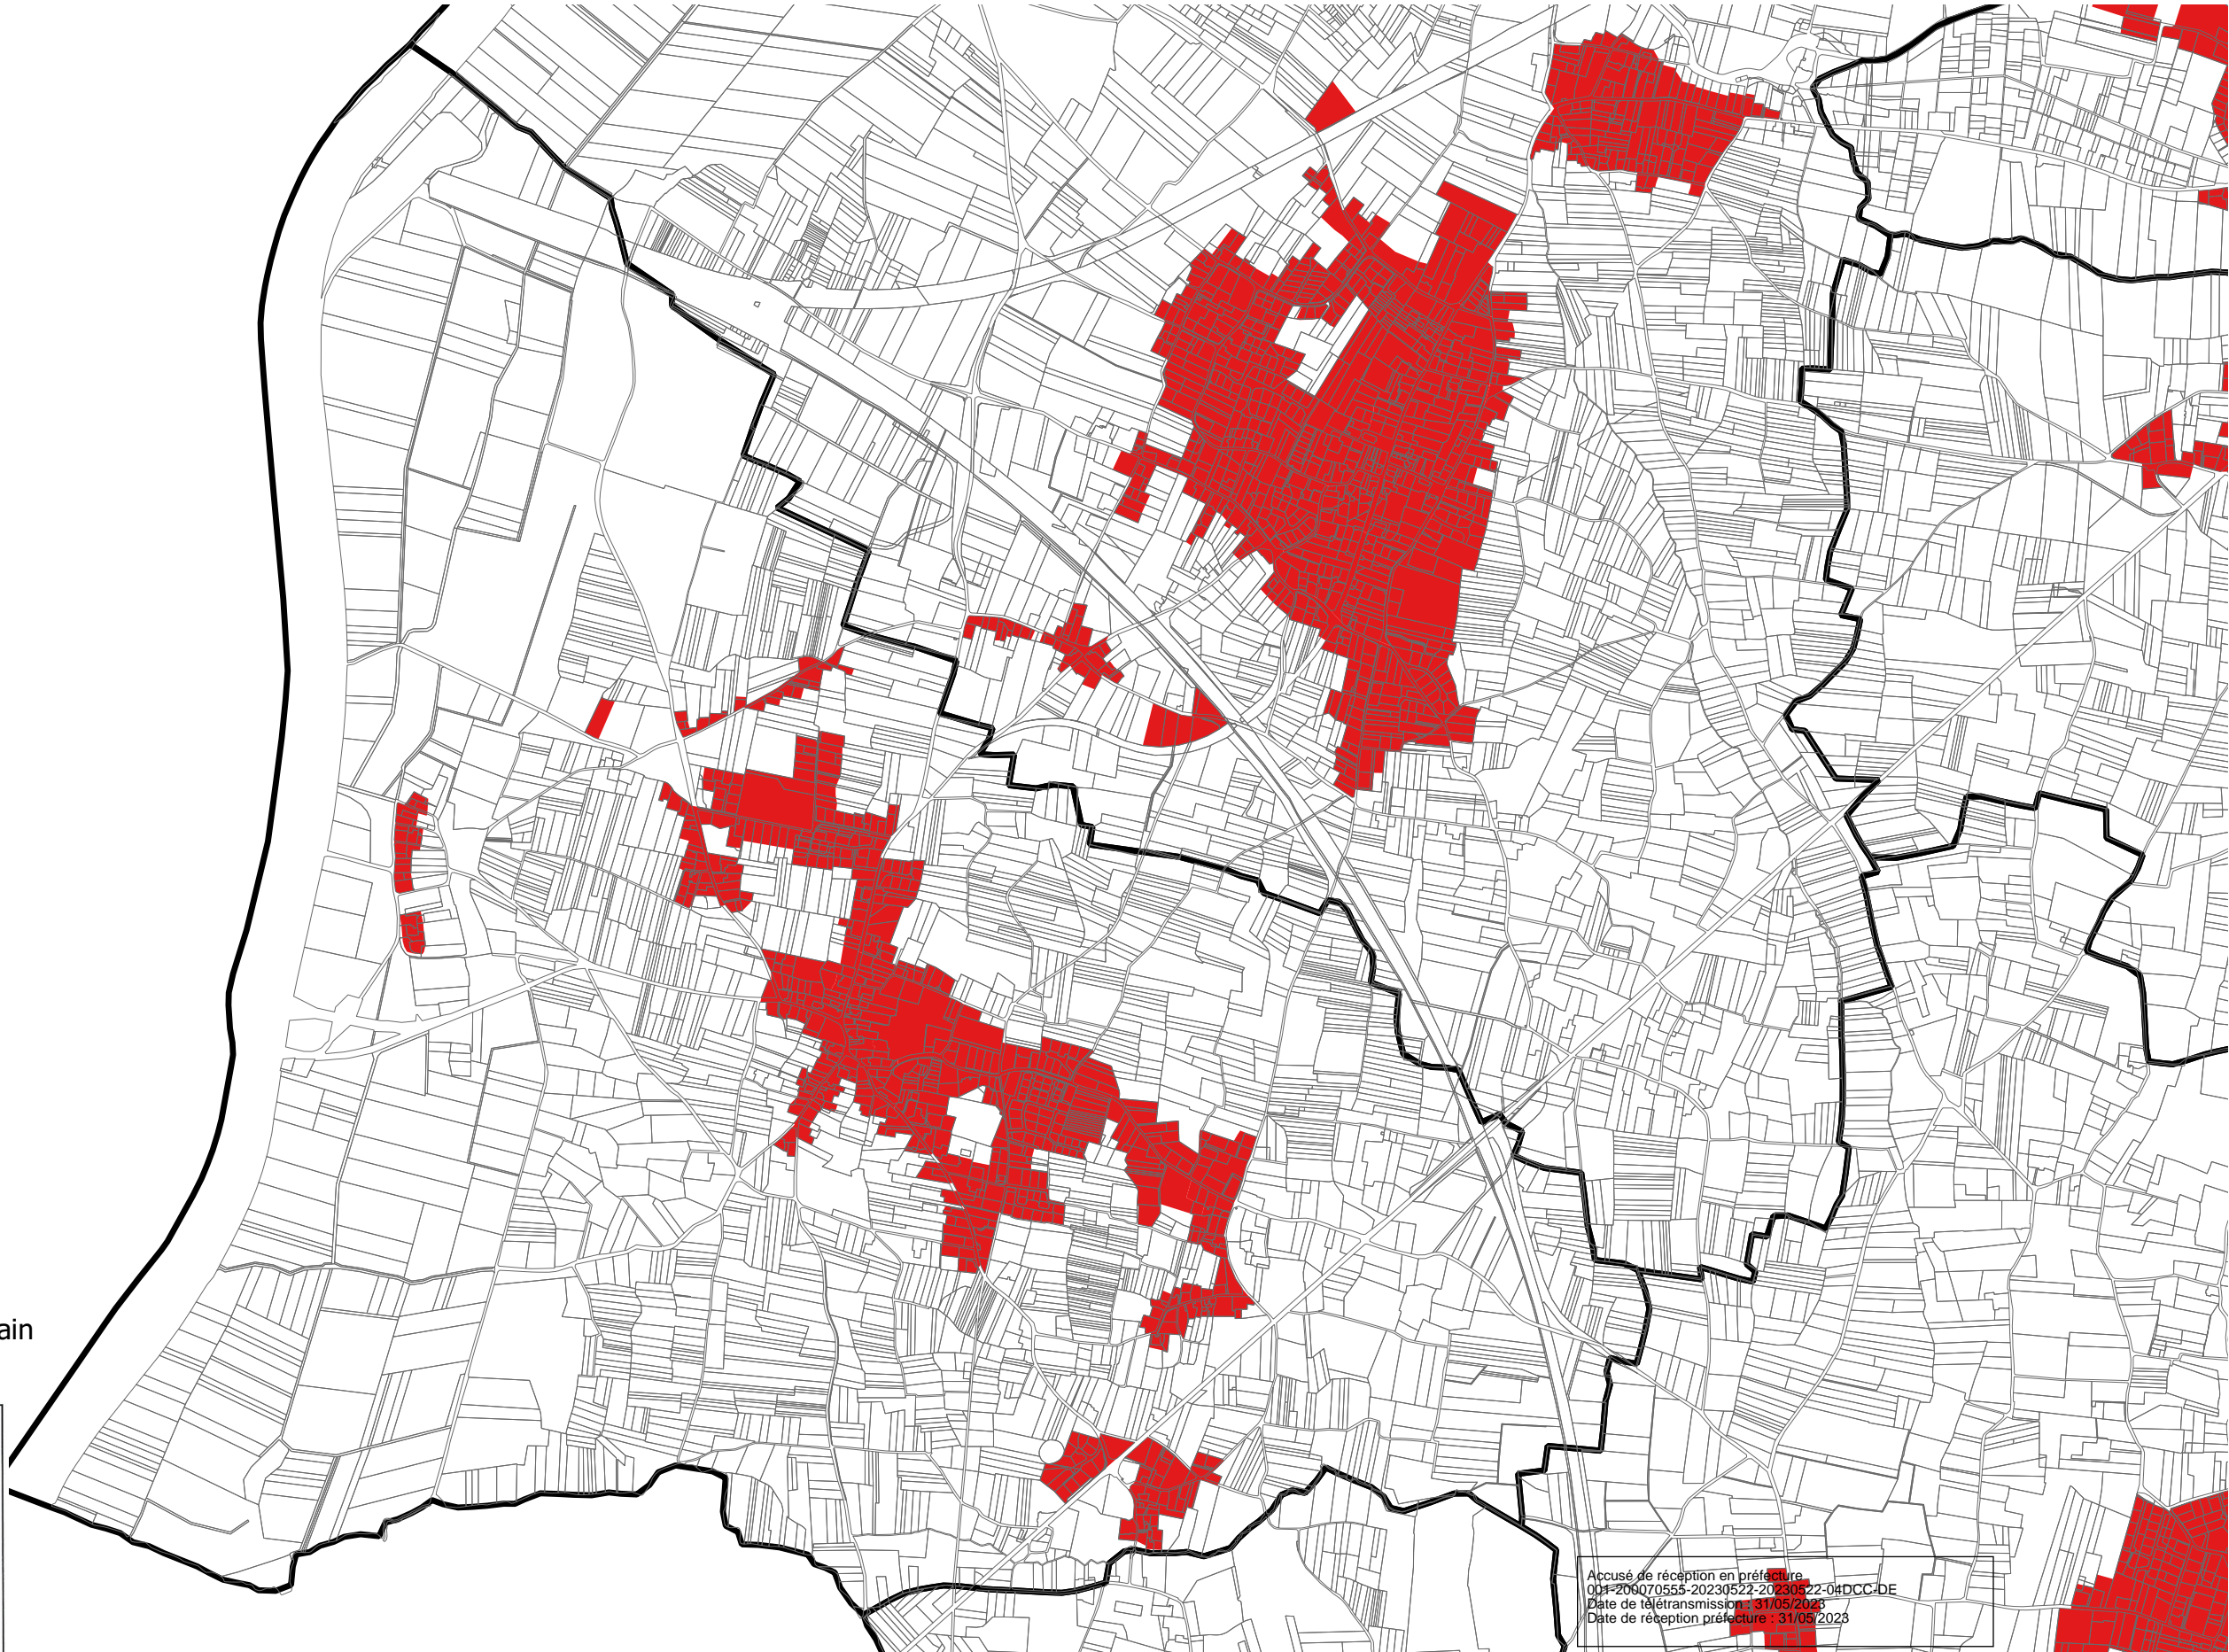 ain
Accusé de réception en préfecture
001-200070555-20230522-20230522-04DCC-DE
Date de télétransmission : 31/05/2023
Date de réception préfecture : 31/05/2023